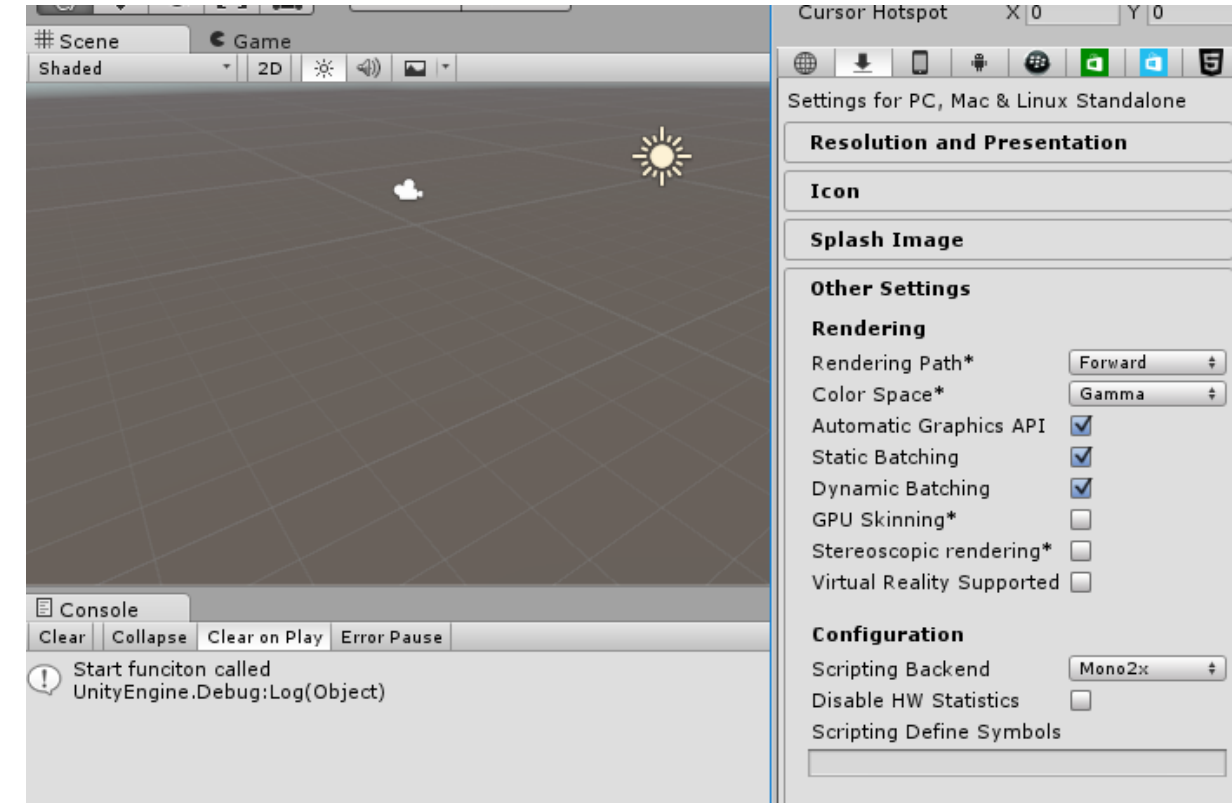 Scene
Game
Shaded
2D
Console
Clear
Collapse
Clear on Play
Error Pause
Start funciton called
UnityEngine.Debug:Log(Object)
Cursor Hotspot X 0 Y 0
Settings for PC, Mac & Linux Standalone
Resolution and Presentation
Icon
Splash Image
Other Settings
Rendering
Rendering Path* Forward
Color Space* Gamma
Automatic Graphics API
Static Batching
Dynamic Batching
GPU Skinning*
Stereoscopic rendering*
Virtual Reality Supported
Configuration
Scripting Backend Mono2x
Disable HW Statistics
Scripting Define Symbols